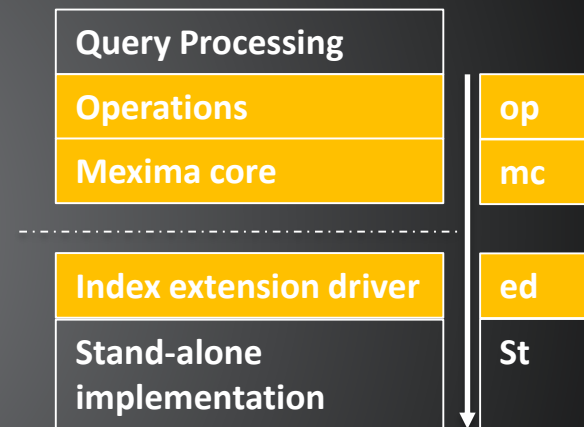 Query Processing
Operations
op
Mexima core
mc
Index extension driver
ed
Stand-alone
implementation
St